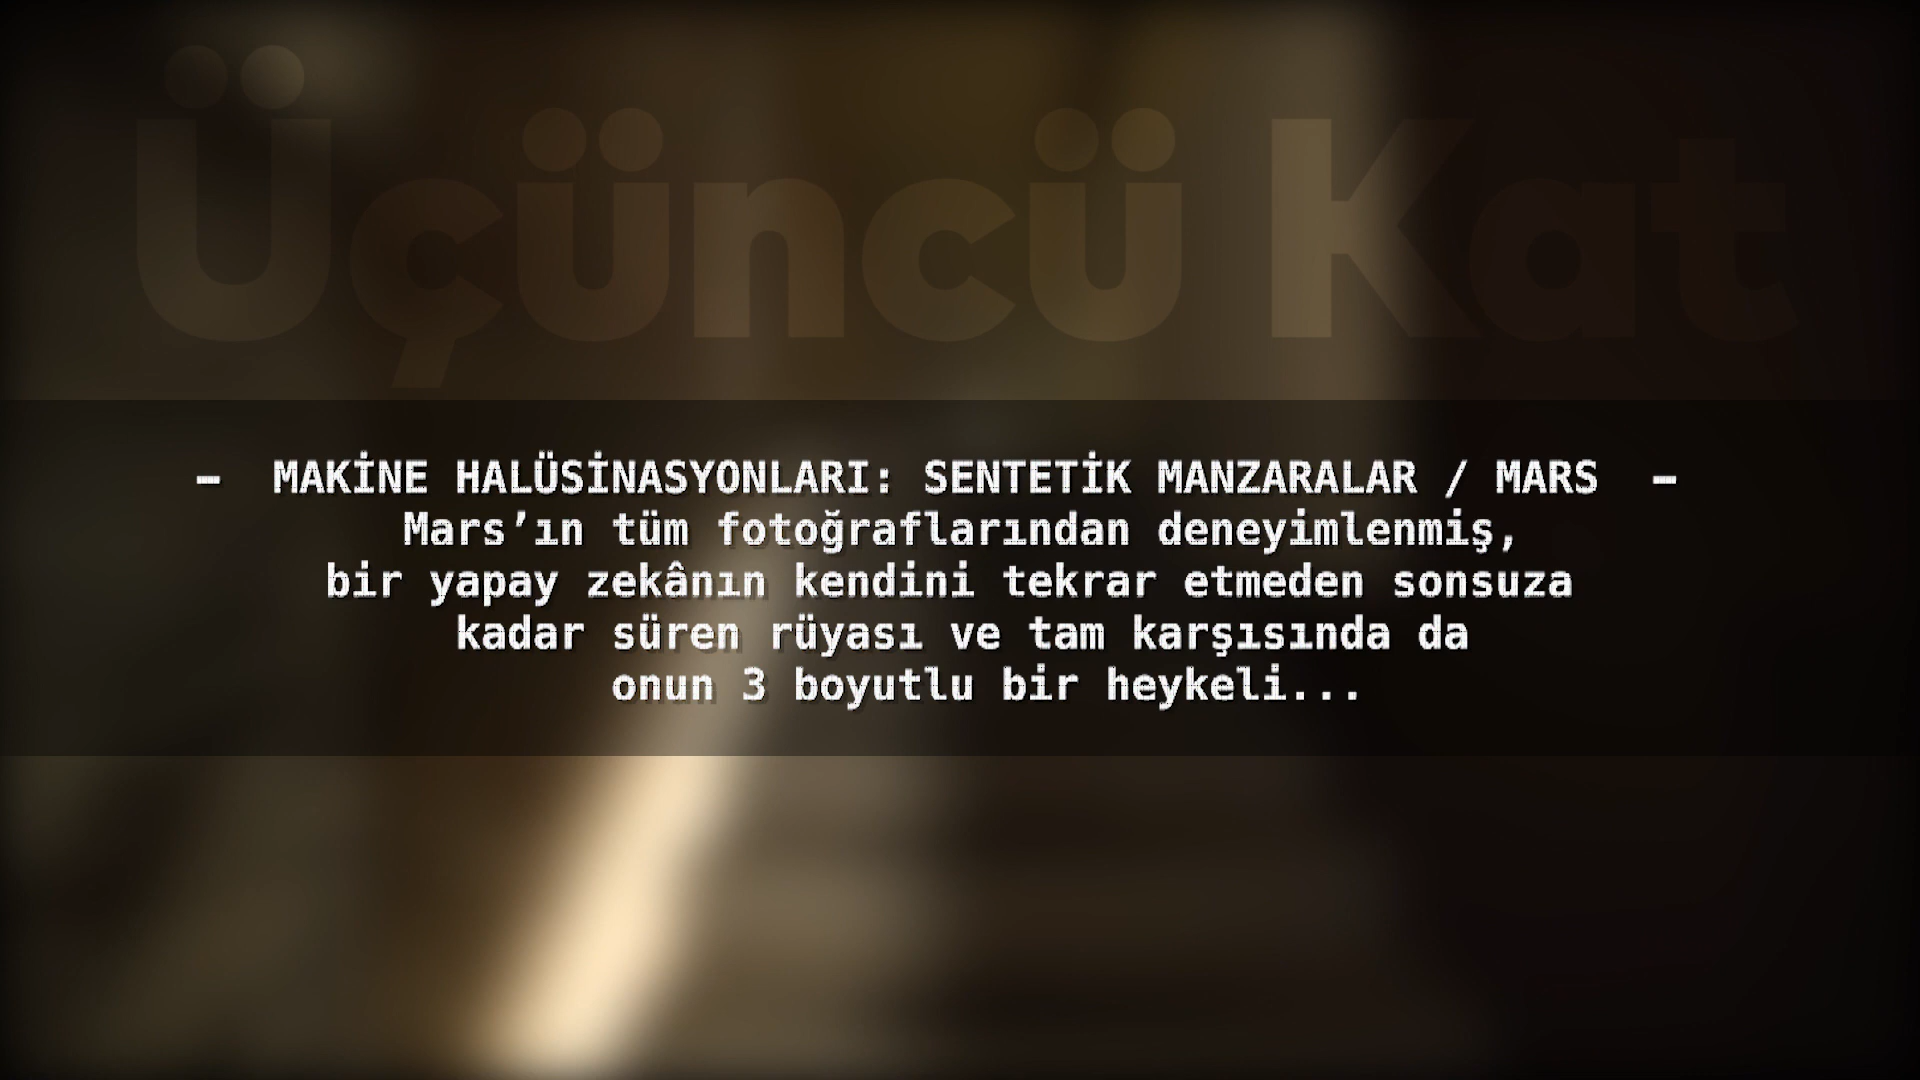 Üçüncü Kat
– MAKİNE HALÜSİNASYONLARI: SENTETİK MANZARALAR / MARS –
Mars’ın tüm fotoğraflarından deneyimlenmiş,
bir yapay zekânın kendini tekrar etmeden sonsuza
kadar süren rüyası ve tam karşısında da
onun 3 boyutlu bir heykeli...